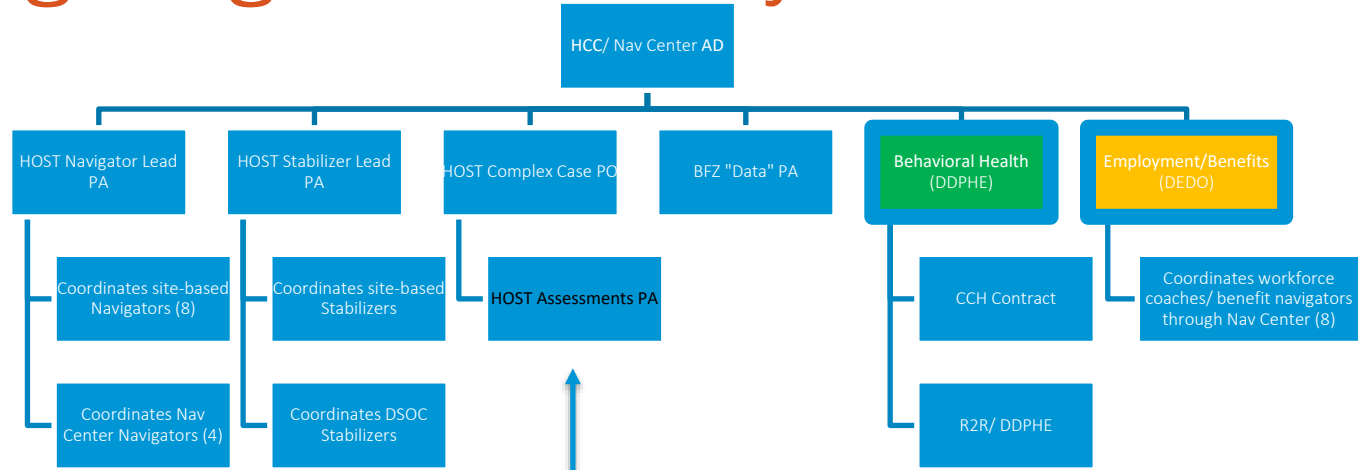 HCC/ Nav Center AD
HOST Navigator Lead
PA
HOST Stabilizer Lead
PA
HOST Complex Case PO
BFZ "Data" PA
Behavioral Health
(DDPHE)
Employment/Benefits
(DEDO)
Coordinates site-based
Navigators (8)
Coordinates site-based
Stabilizers
HOST Assessments PA
CCH Contract
Coordinates workforce
coaches/ benefit navigators
through Nav Center (8)
Coordinates Nav
Center Navigators (4)
Coordinates DSOC
Stabilizers
R2R/ DDPHE